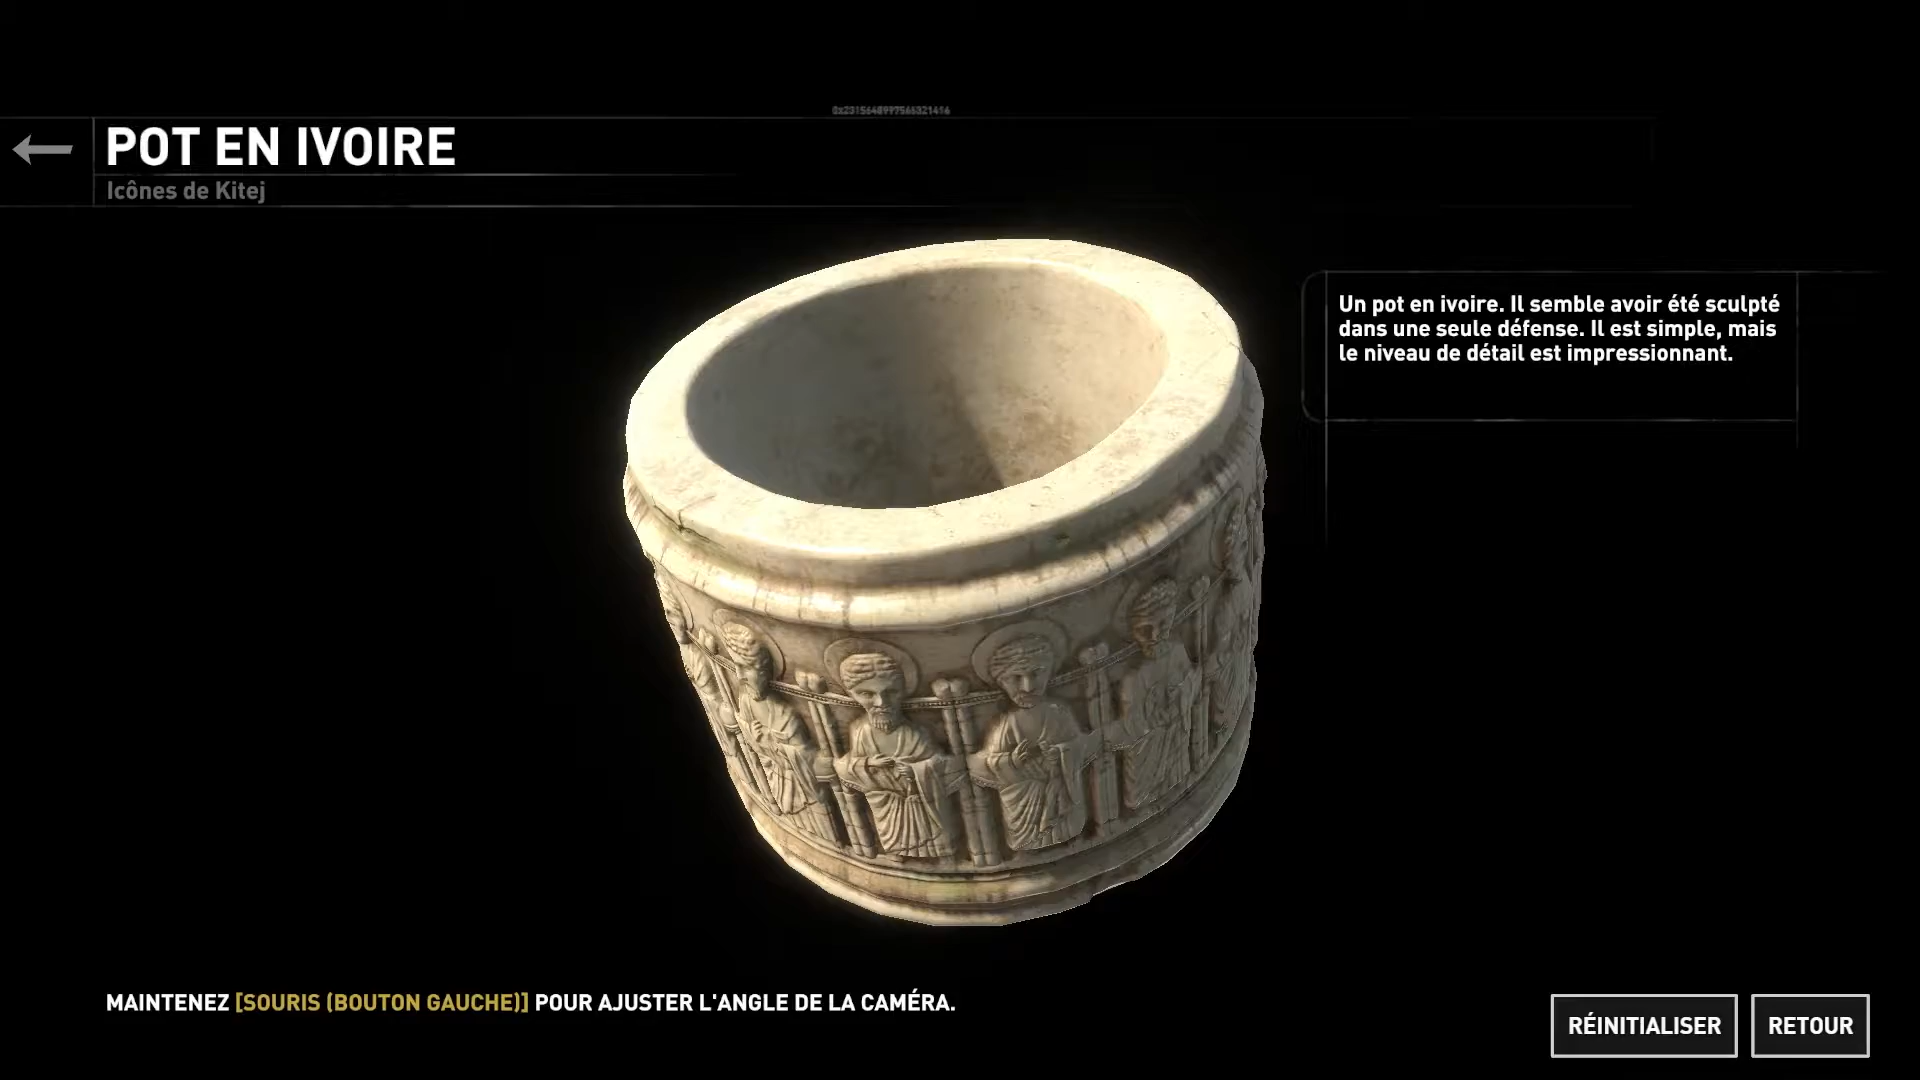 POT EN IVOIRE
Icônes de Kitej
Un pot en ivoire. Il semble avoir été sculpté
dans une seule défense. Il est simple, mais
le niveau de détail est impressionnant.
MAINTENEZ [SOURIS (BOUTON GAUCHE)] POUR AJUSTER L'ANGLE DE LA CAMÉRA.
RÉINITIALISER
RETOUR